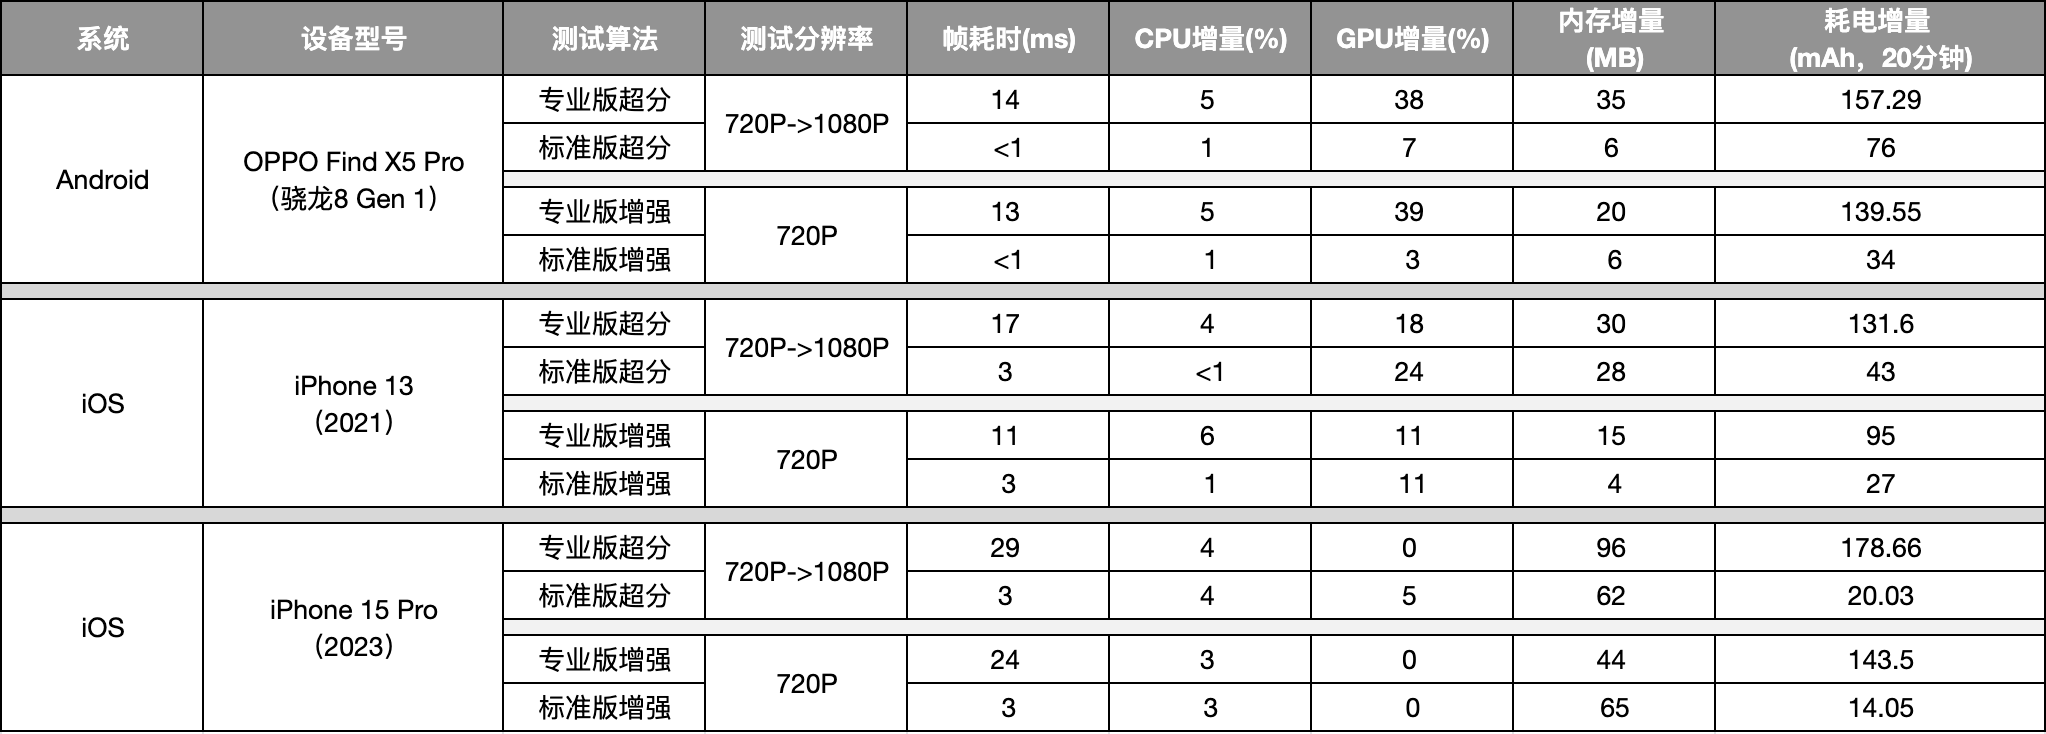 系统 设备型号 测试算法 测试分辨率 帧耗时(ms) CPU增量(%) GPU增量(%) 内存增量 (MB) 耗电增量 (mAh，20分钟)
Android OPPO Find X5 Pro （骁龙8 Gen 1） 专业版超分 720P->1080P 14 5 38 35 157.29
标准版超分 <1 1 7 6 76
专业版增强 720P 13 5 39 20 139.55
标准版增强 <1 1 3 6 34
iOS iPhone 13 （2021） 专业版超分 720P->1080P 17 4 18 30 131.6
标准版超分 3 <1 24 28 43
专业版增强 720P 11 6 11 15 95
标准版增强 3 1 11 4 27
iOS iPhone 15 Pro （2023） 专业版超分 720P->1080P 29 4 0 96 178.66
标准版超分 3 4 5 62 20.03
专业版增强 720P 24 3 0 44 143.5
标准版增强 3 3 0 65 14.05